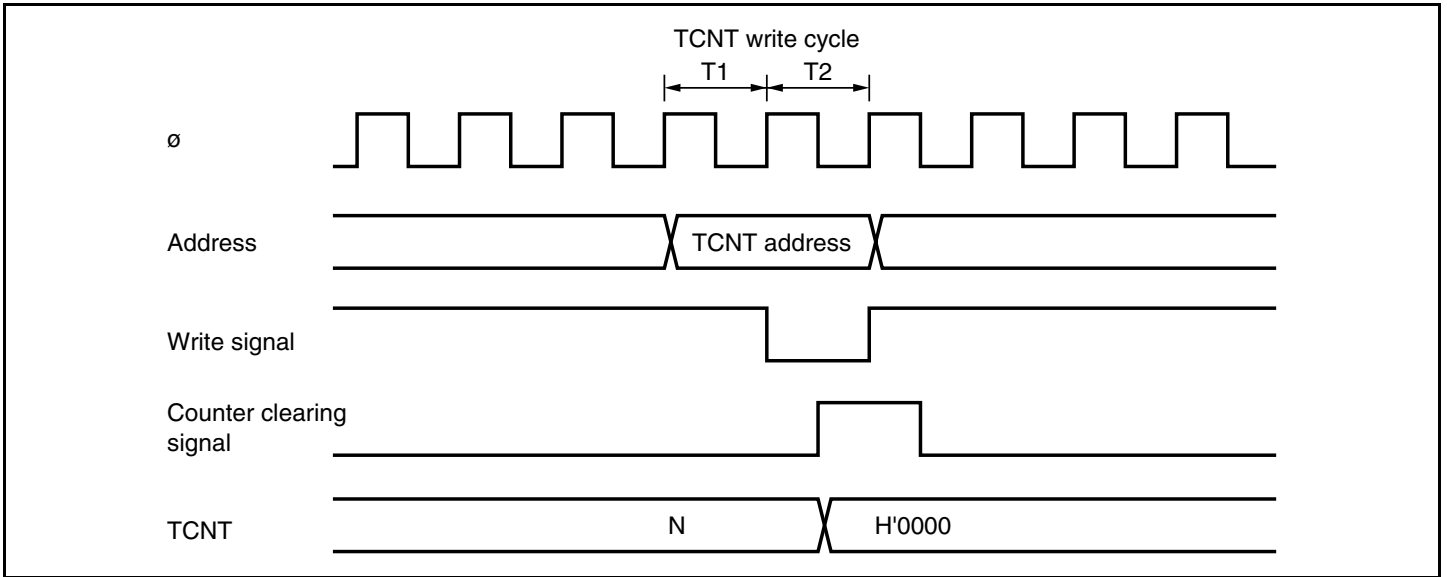 TCNT write cycle
T1 T2
ø
Address
TCNT address
Write signal
Counter clearing
signal
TCNT
N
H'0000